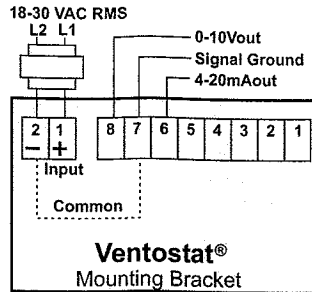 18-30 VAC RMS
L2 L1
0-10Vout
Signal Ground
4-20mAout
2 1 8 7 6 5 4 3 2 1
− +
Input
Common
Ventostat®
Mounting Bracket